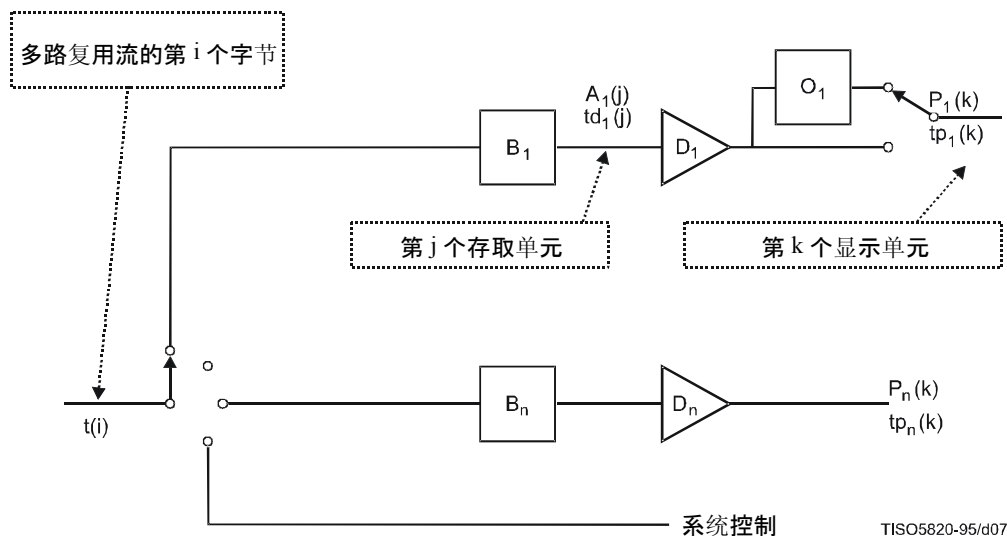 多路复用流的第 i 个字节
O₁
A₁(j)
td₁(j)
P₁(k)
tp₁(k)
B₁
D₁
第 j 个存取单元
第 k 个显示单元
t(i)
Bₙ
Dₙ
Pₙ(k)
tpₙ(k)
系统控制
TISO5820-95/d07